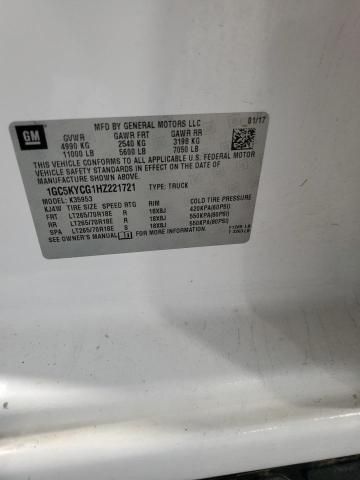 GM
MFD BY GENERAL MOTORS LLC
01/17
GVWR GAWR FRT GAWR RR
4990 KG 2540 KG 3198 KG
11000 LB 5600 LB 7050 LB
THIS VEHICLE CONFORMS TO ALL APPLICABLE U.S. FEDERAL MOTOR
VEHICLE SAFETY STANDARDS IN EFFECT ON THE DATE OF
MANUFACTURE SHOWN ABOVE.
1GC5KYCG1HZ221721 TYPE: TRUCK
MODEL: K35953
KJ4W TIRE SIZE SPEED RTG RIM COLD TIRE PRESSURE
FRT LT265/70R18E R 18X8J 420KPA(60PSI)
RR LT265/70R18E R 18X8J 550KPA(80PSI)
SPA LT265/70R18E R 18X8J 550KPA(80PSI)
SEE OWNER'S MANUAL FOR MORE INFORMATION.